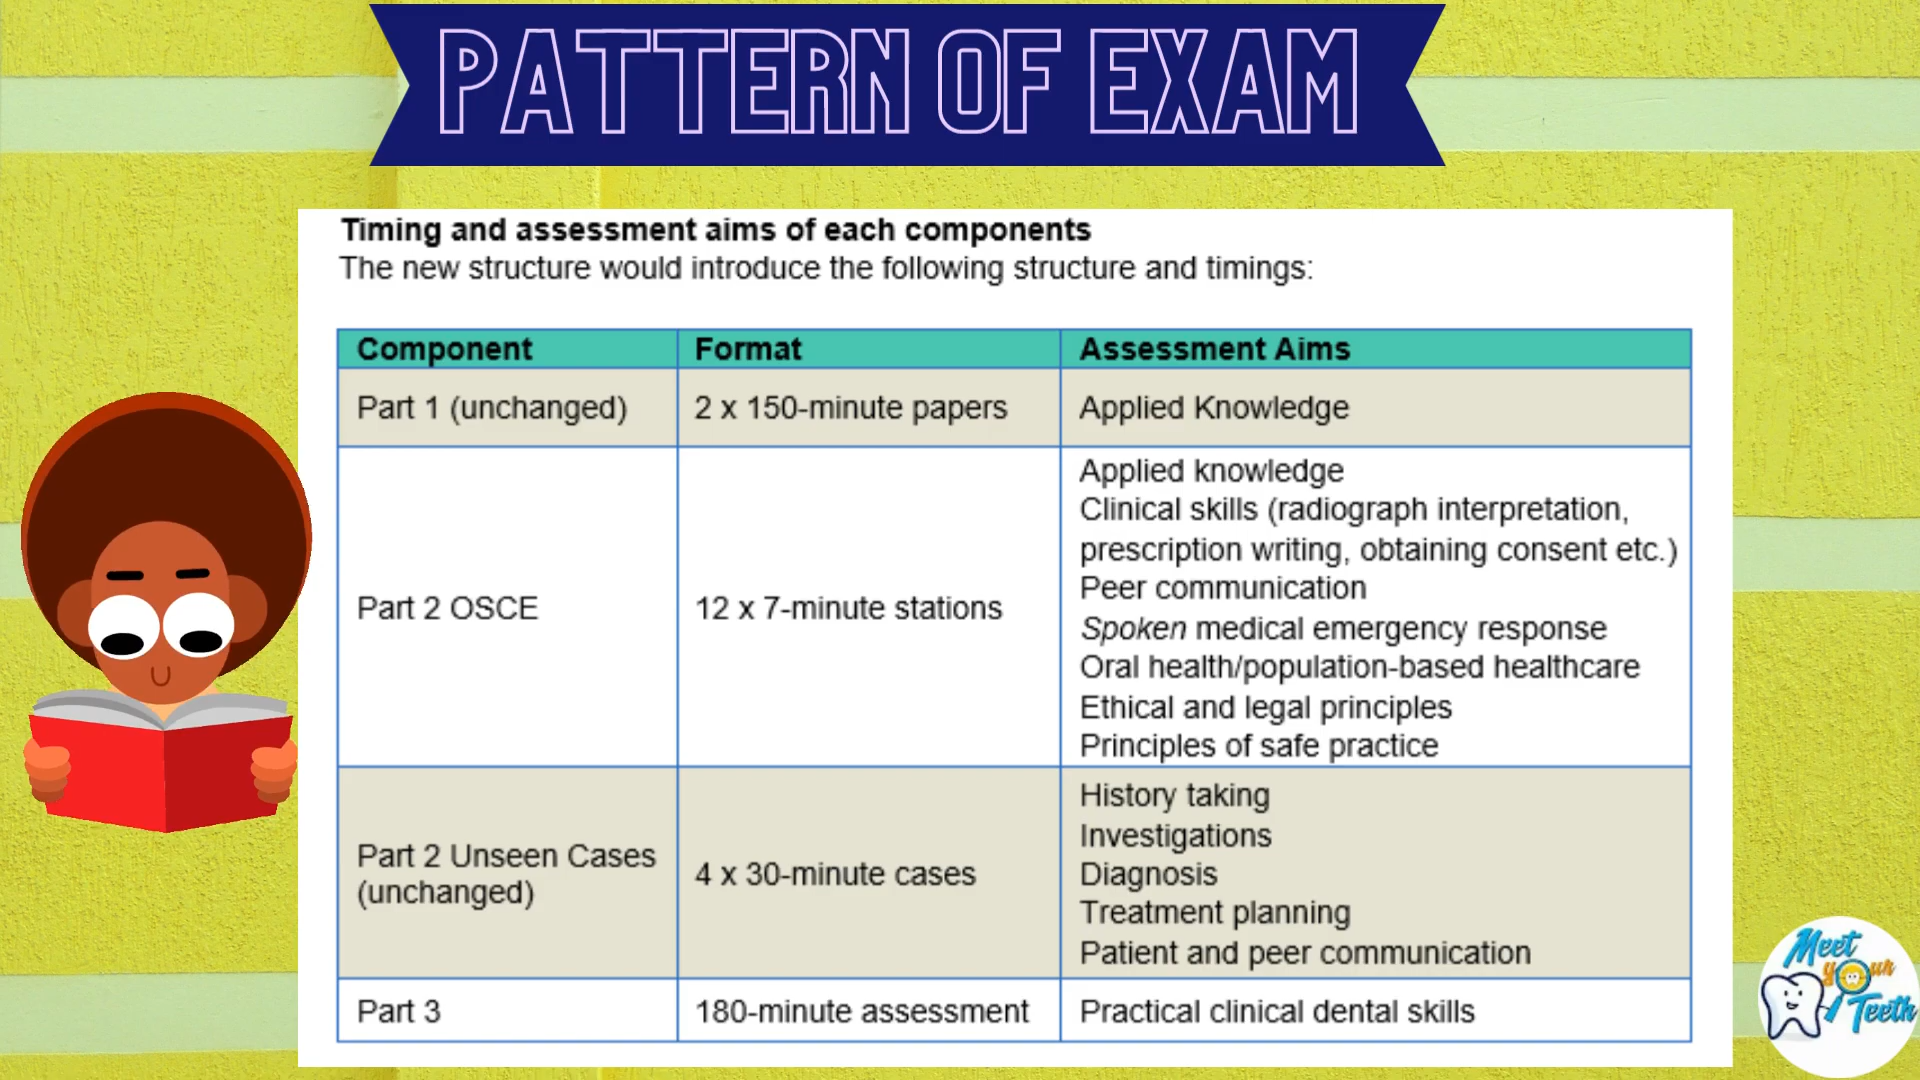 PATTERN OF EXAM
Timing and assessment aims of each components
The new structure would introduce the following structure and timings:
Component Format Assessment Aims
Part 1 (unchanged) 2 x 150-minute papers Applied Knowledge
Part 2 OSCE 12 x 7-minute stations
Applied knowledge
Clinical skills (radiograph interpretation,
prescription writing, obtaining consent etc.)
Peer communication
Spoken medical emergency response
Oral health/population-based healthcare
Ethical and legal principles
Principles of safe practice
Part 2 Unseen Cases
(unchanged)
4 x 30-minute cases
History taking
Investigations
Diagnosis
Treatment planning
Patient and peer communication
Part 3 180-minute assessment Practical clinical dental skills
Meet
your
Teeth